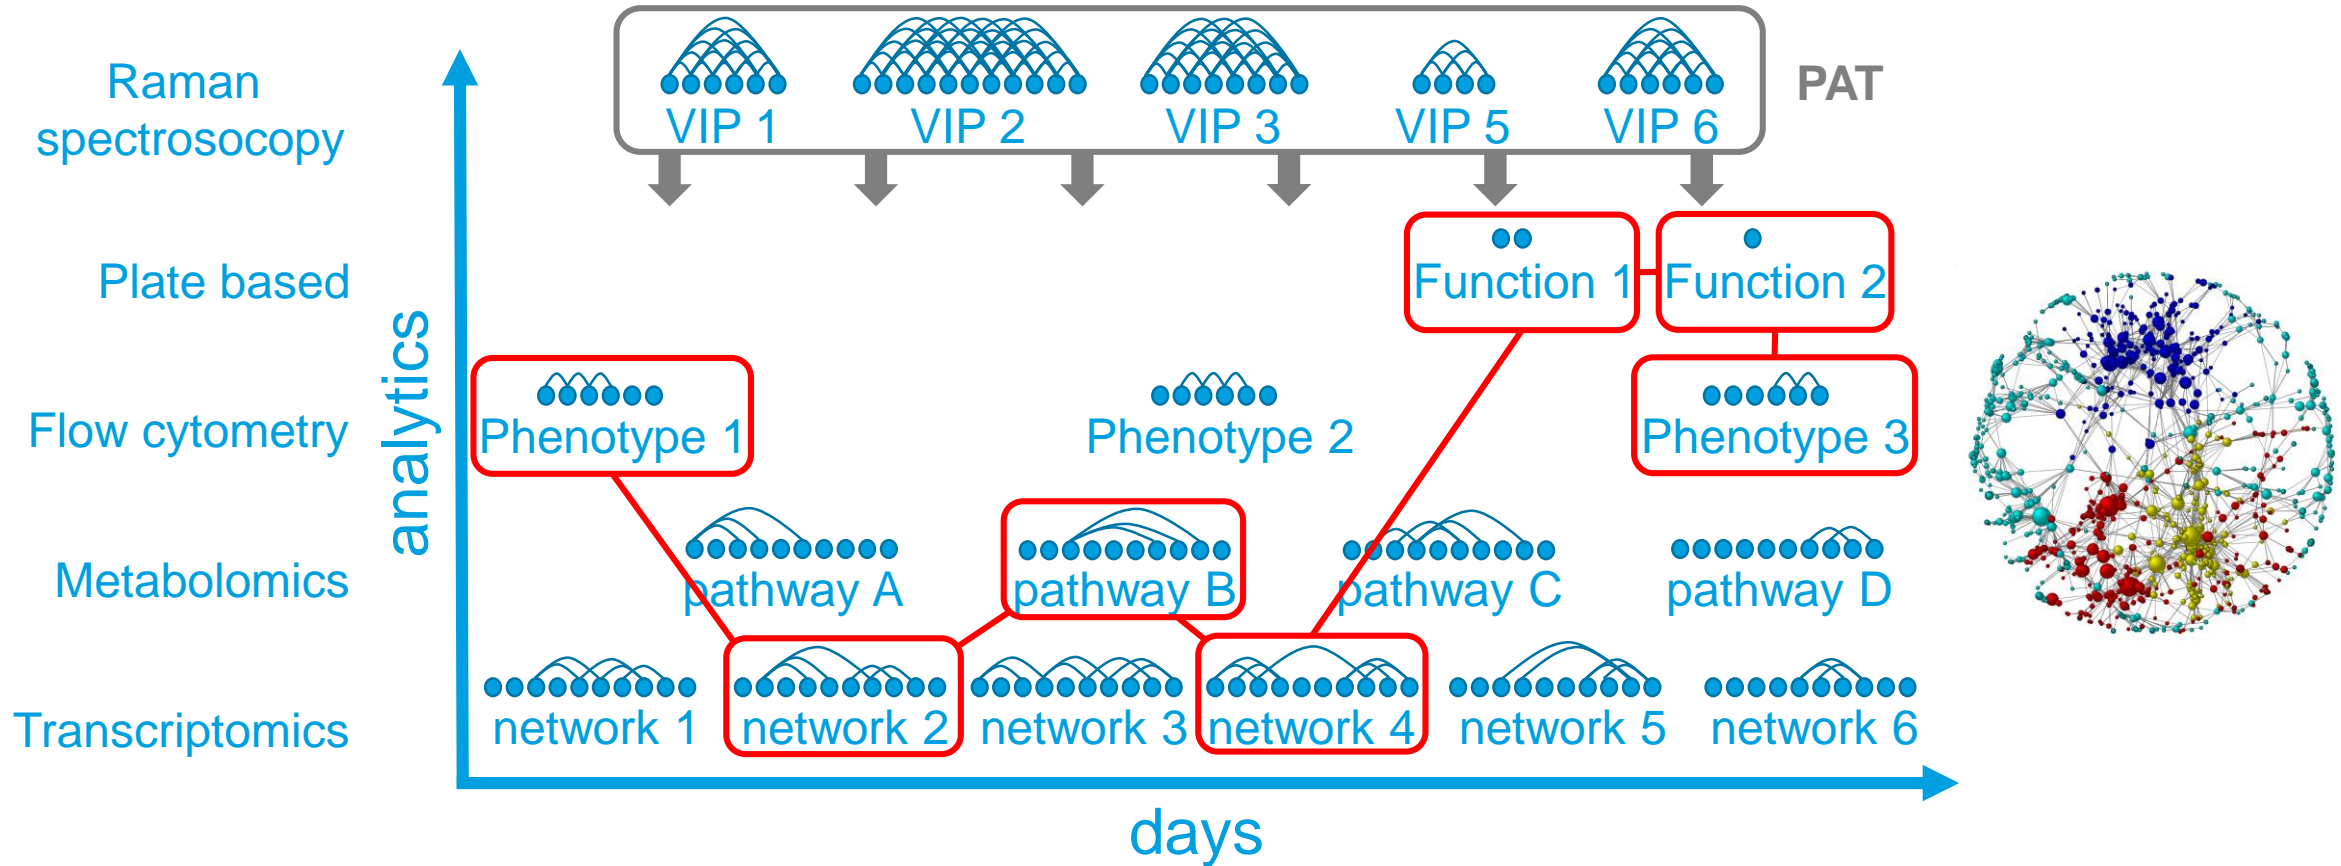 Raman
spectrosocopy
VIP 1
VIP 2
VIP 3
VIP 5
VIP 6
PAT
Plate based
Function 1
Function 2
analytics
Flow cytometry
Phenotype 1
Phenotype 2
Phenotype 3
Metabolomics
pathway A
pathway B
pathway C
pathway D
Transcriptomics
network 1
network 2
network 3
network 4
network 5
network 6
days